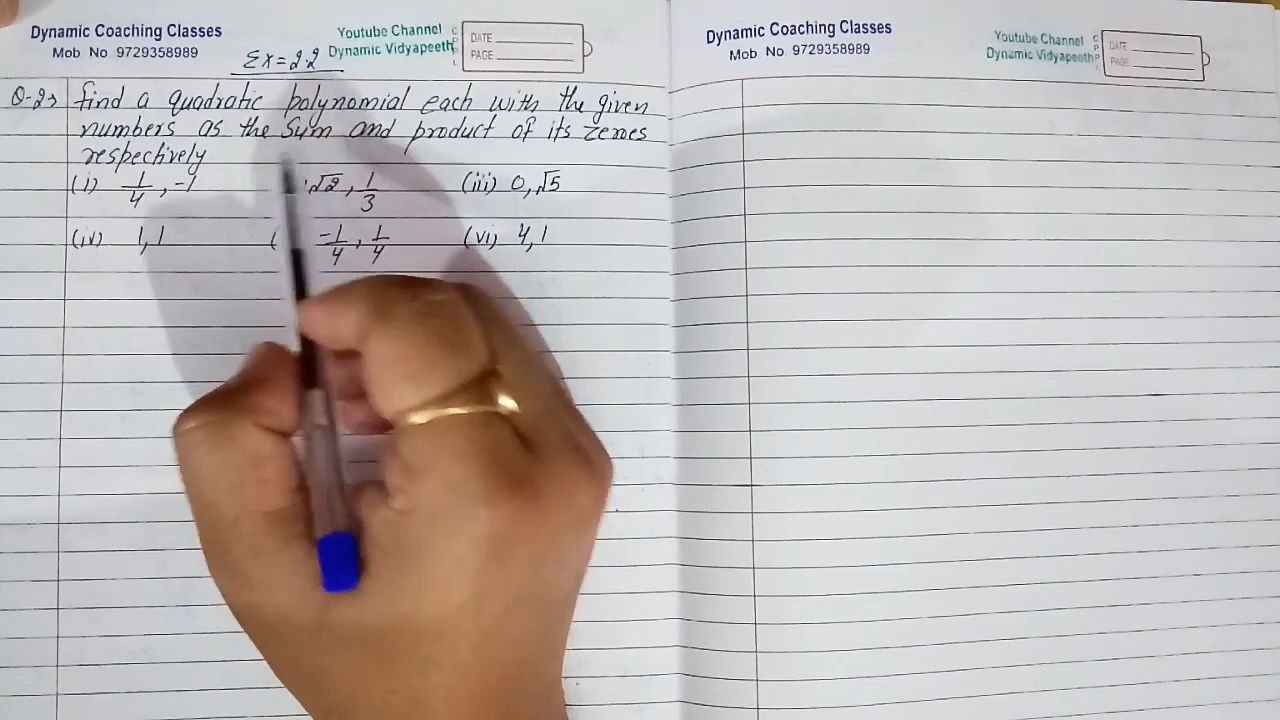 Dynamic Coaching Classes
Mob No. 9729358989
Youtube Channel
Dynamic Vidyapeeth
DATE
PAGE
Ex=2.2
Q-2> find a quadratic polynomial each with the given
numbers as the sum and product of its zeroes
respectively
(i) 1/4, -1 √2, 1/3 (iii) 0, √5
(iv) 1, 1 ( -1/4, 1/4 (vi) 4, 1
Dynamic Coaching Classes
Mob No. 9729358989
Youtube Channel
Dynamic Vidyapeeth
DATE
PAGE